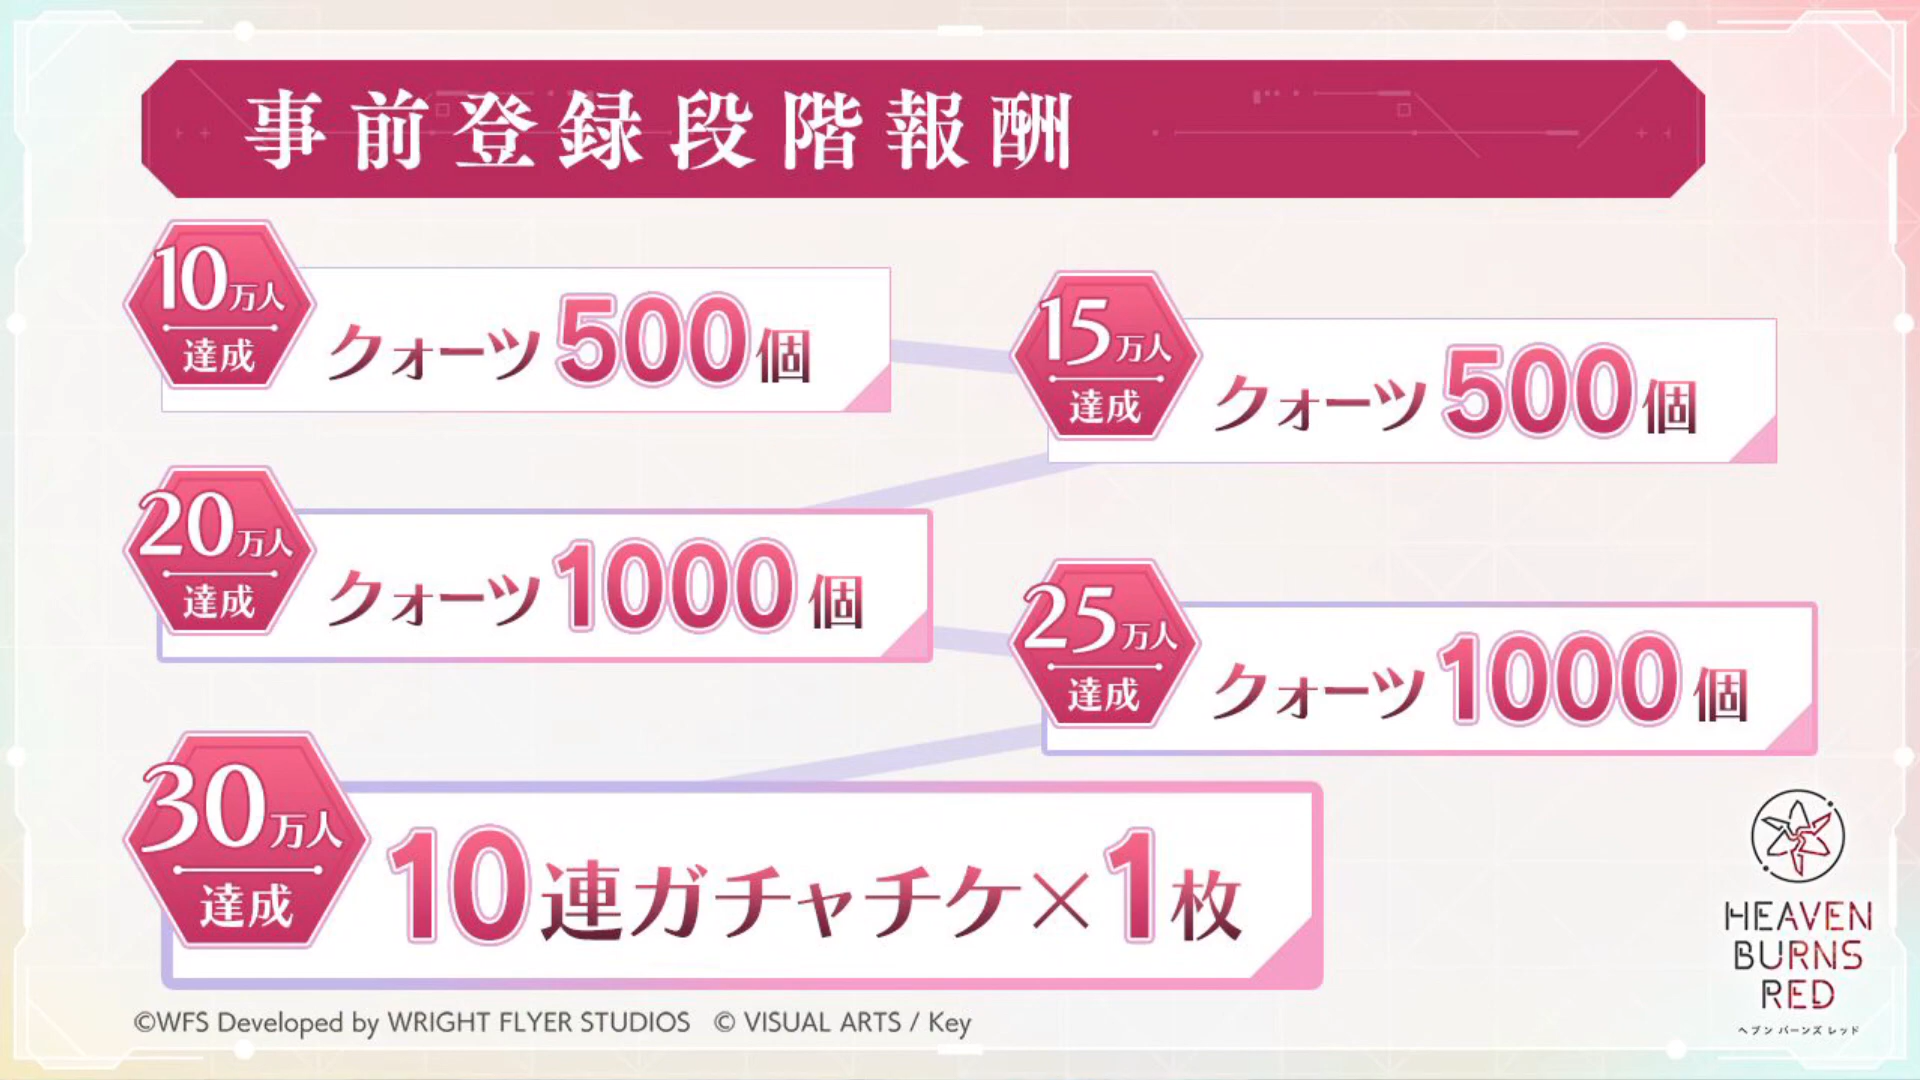 事前登録段階報酬
10万人
達成
クォーツ500個
15万人
達成
クォーツ500個
20万人
達成
クォーツ1000個
25万人
達成
クォーツ1000個
30万人
達成
10連ガチャチケ×1枚
HEAVEN
BURNS
RED
ヘブンバーンズレッド
©WFS Developed by WRIGHT FLYER STUDIOS © VISUAL ARTS / Key